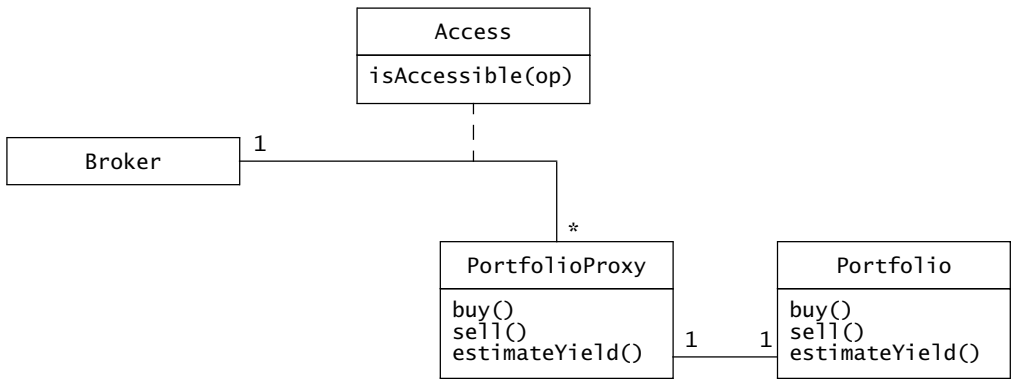 Access
isAccessible(op)
1
Broker
*
PortfolioProxy
buy()
sell()
estimateYield()
1
1
Portfolio
buy()
sell()
estimateYield()